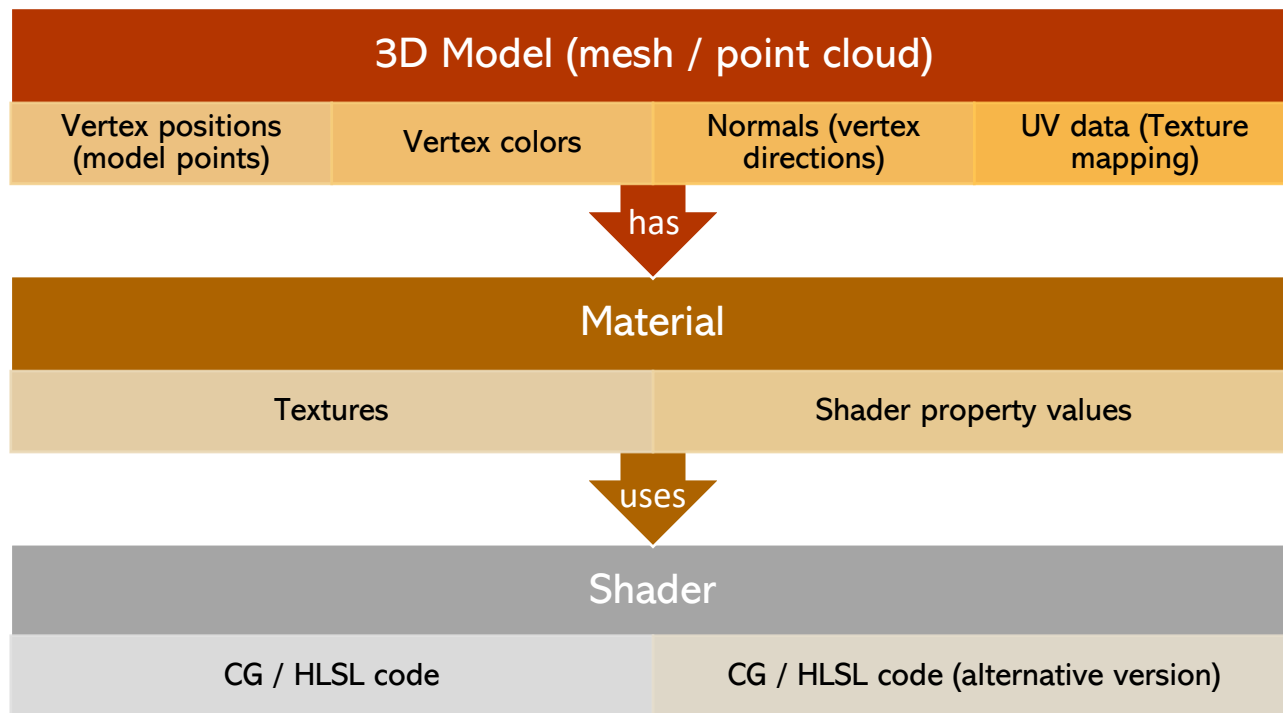 3D Model (mesh / point cloud)
Vertex positions
(model points)
Vertex colors
Normals (vertex
directions)
UV data (Texture
mapping)
has
Material
Textures
Shader property values
uses
Shader
CG / HLSL code
CG / HLSL code (alternative version)